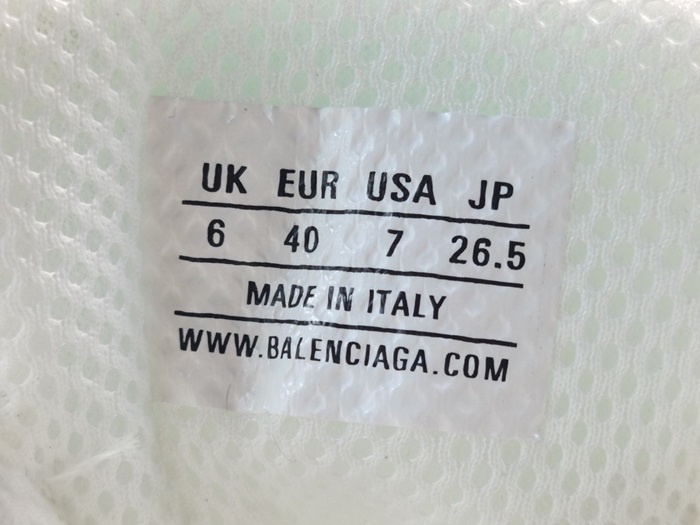 UK EUR USA JP
6 40 7 26.5
MADE IN ITALY
WWW.BALENCIAGA.COM